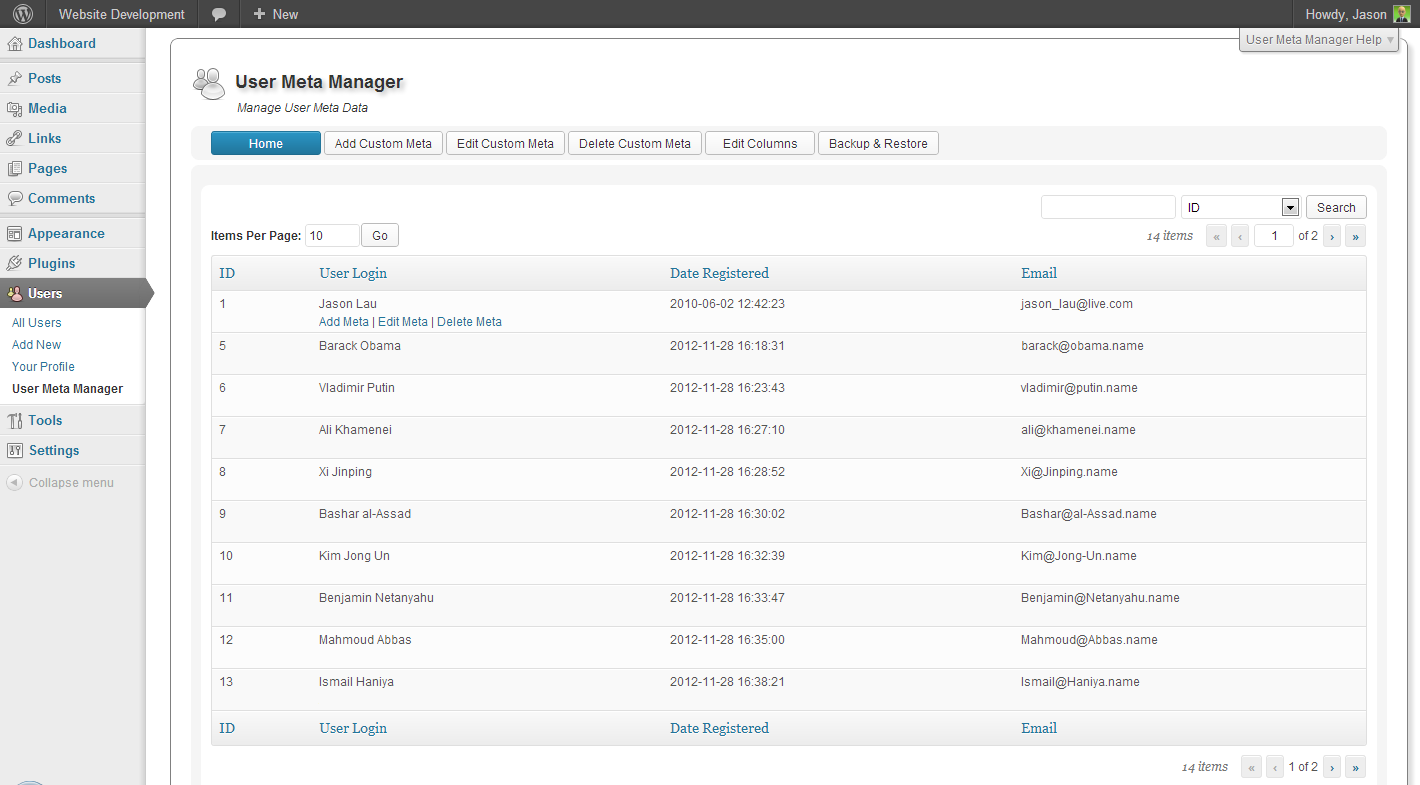 Website Development
New
Howdy, Jason
User Meta Manager Help
Dashboard
Posts
Media
Links
Pages
Comments
Appearance
Plugins
Users
All Users
Add New
Your Profile
User Meta Manager
Tools
Settings
Collapse menu
User Meta Manager
Manage User Meta Data
Home Add Custom Meta Edit Custom Meta Delete Custom Meta Edit Columns Backup & Restore
ID Search
Items Per Page: 10 Go 14 items « ‹ 1 of 2 › »
ID User Login Date Registered Email
1 Jason Lau 2010-06-02 12:42:23 jason_lau@live.com
Add Meta | Edit Meta | Delete Meta
5 Barack Obama 2012-11-28 16:18:31 barack@obama.name
6 Vladimir Putin 2012-11-28 16:23:43 vladimir@putin.name
7 Ali Khamenei 2012-11-28 16:27:10 ali@khamenei.name
8 Xi Jinping 2012-11-28 16:28:52 Xi@Jinping.name
9 Bashar al-Assad 2012-11-28 16:30:02 Bashar@al-Assad.name
10 Kim Jong Un 2012-11-28 16:32:39 Kim@Jong-Un.name
11 Benjamin Netanyahu 2012-11-28 16:33:47 Benjamin@Netanyahu.name
12 Mahmoud Abbas 2012-11-28 16:35:00 Mahmoud@Abbas.name
13 Ismail Haniya 2012-11-28 16:38:21 Ismail@Haniya.name
ID User Login Date Registered Email
14 items « ‹ 1 of 2 › »